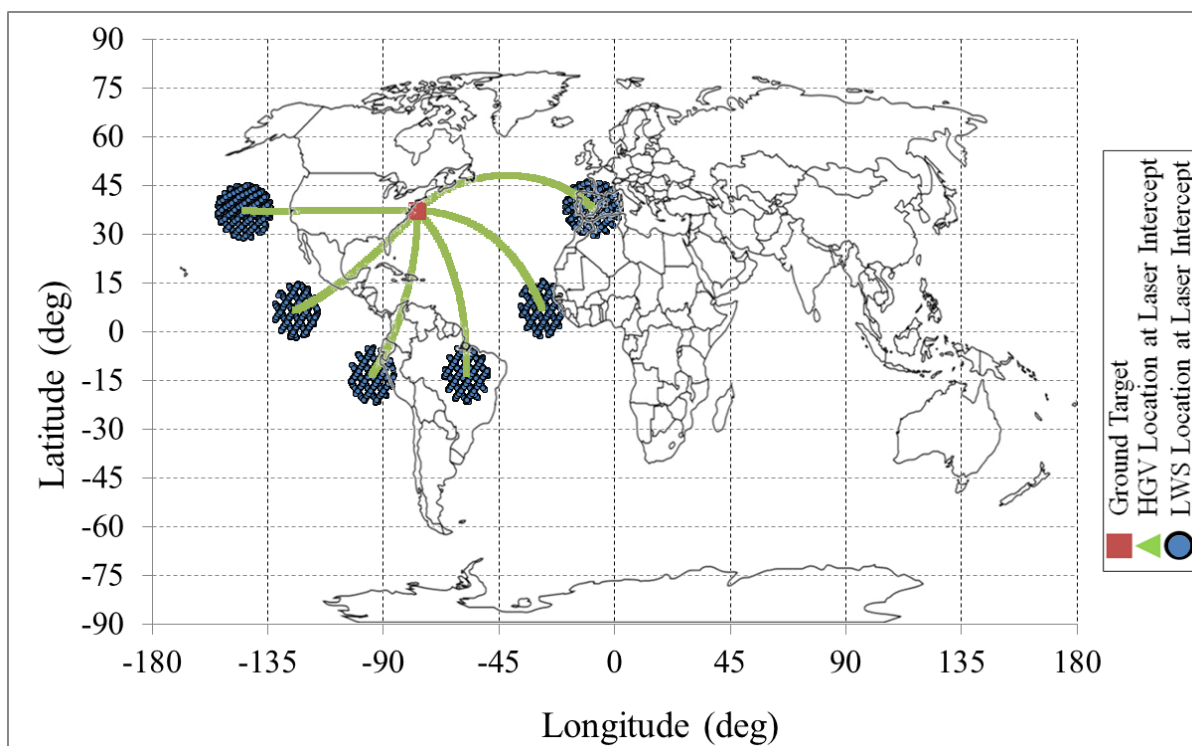 90
75
60
45
30
15
0
-15
-30
-45
-60
-75
-90
Latitude (deg)
-180 -135 -90 -45 0 45 90 135 180
Longitude (deg)
Ground Target
HGV Location at Laser Intercept
LWS Location at Laser Intercept